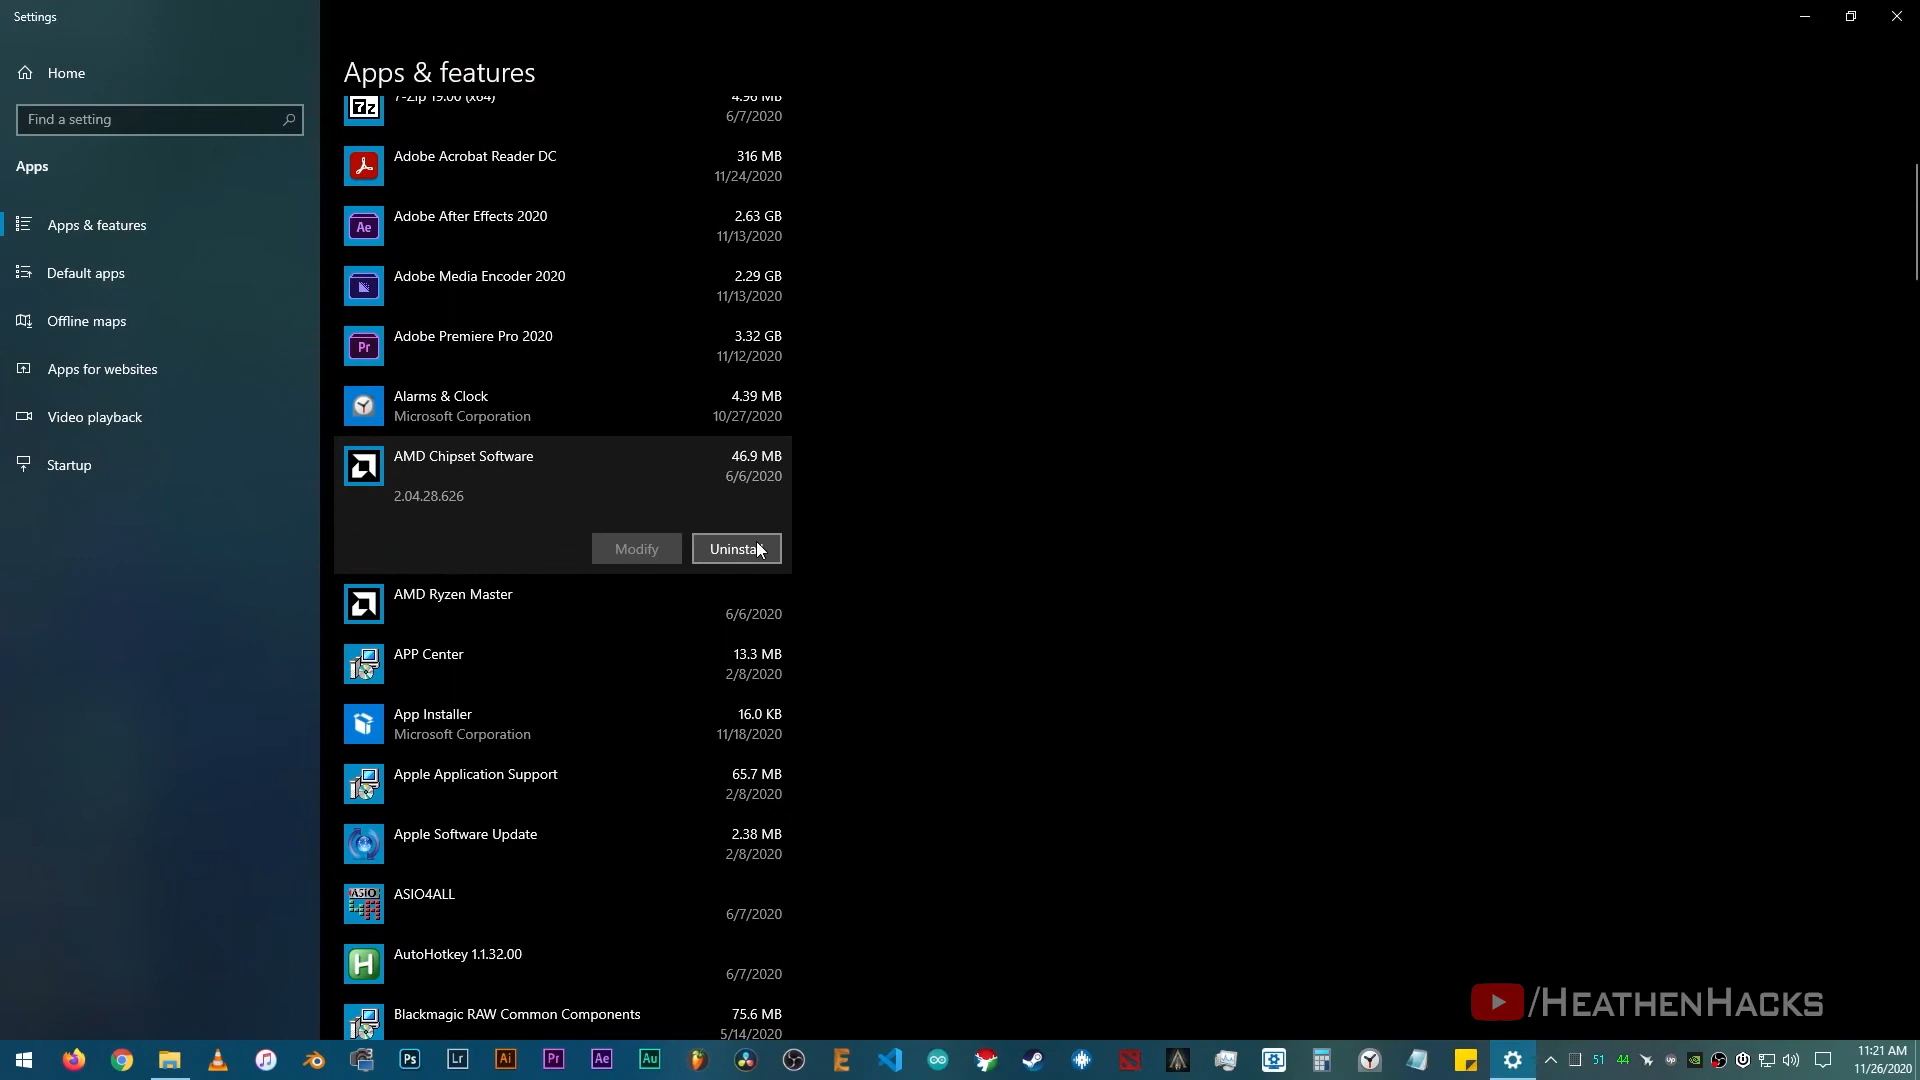 Settings
Home
Find a setting
Apps
Apps & features
Default apps
Offline maps
Apps for websites
Video playback
Startup
Apps & features
7-Zip 19.00 (x64) 4.96 MB
6/7/2020
Adobe Acrobat Reader DC 316 MB
11/24/2020
Adobe After Effects 2020 2.63 GB
11/13/2020
Adobe Media Encoder 2020 2.29 GB
11/13/2020
Adobe Premiere Pro 2020 3.32 GB
11/12/2020
Alarms & Clock 4.39 MB
Microsoft Corporation 10/27/2020
AMD Chipset Software 46.9 MB
6/6/2020
2.04.28.626
Modify Uninstall
AMD Ryzen Master
6/6/2020
APP Center 13.3 MB
2/8/2020
App Installer 16.0 KB
Microsoft Corporation 11/18/2020
Apple Application Support 65.7 MB
2/8/2020
Apple Software Update 2.38 MB
2/8/2020
ASIO4ALL
6/7/2020
AutoHotkey 1.1.32.00
6/7/2020
Blackmagic RAW Common Components 75.6 MB
5/14/2020
/HEATHENHACKS
Ps Lr Ai Pr Ae Au
51 44
11:21 AM
11/26/2020